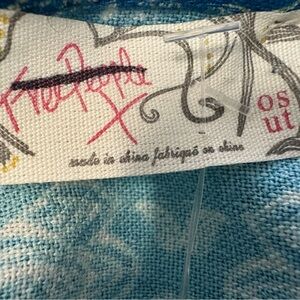 Free People
X
os
ut
made in china fabriqué en chine